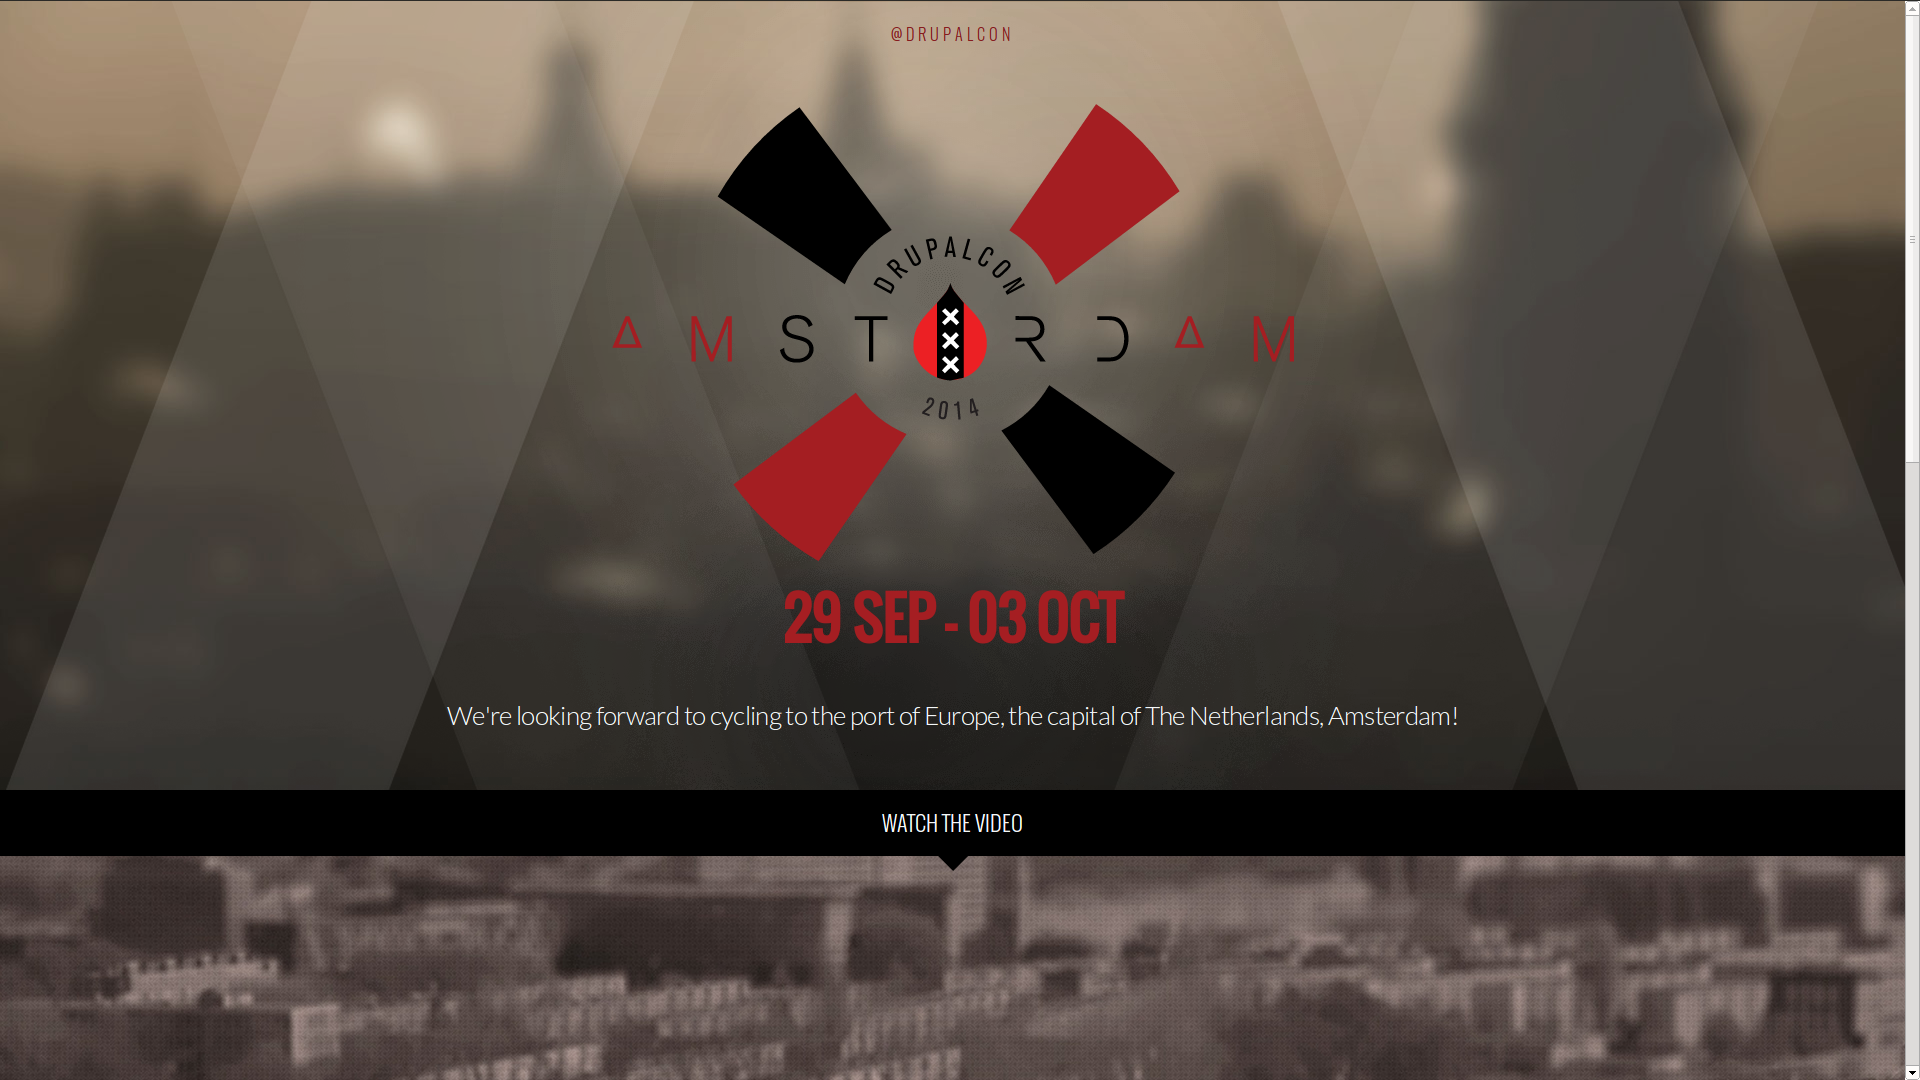 @DRUPALCON
DRUPALCON
AMSTERDAM
2014
29 SEP - 03 OCT
We're looking forward to cycling to the port of Europe, the capital of The Netherlands, Amsterdam!
WATCH THE VIDEO